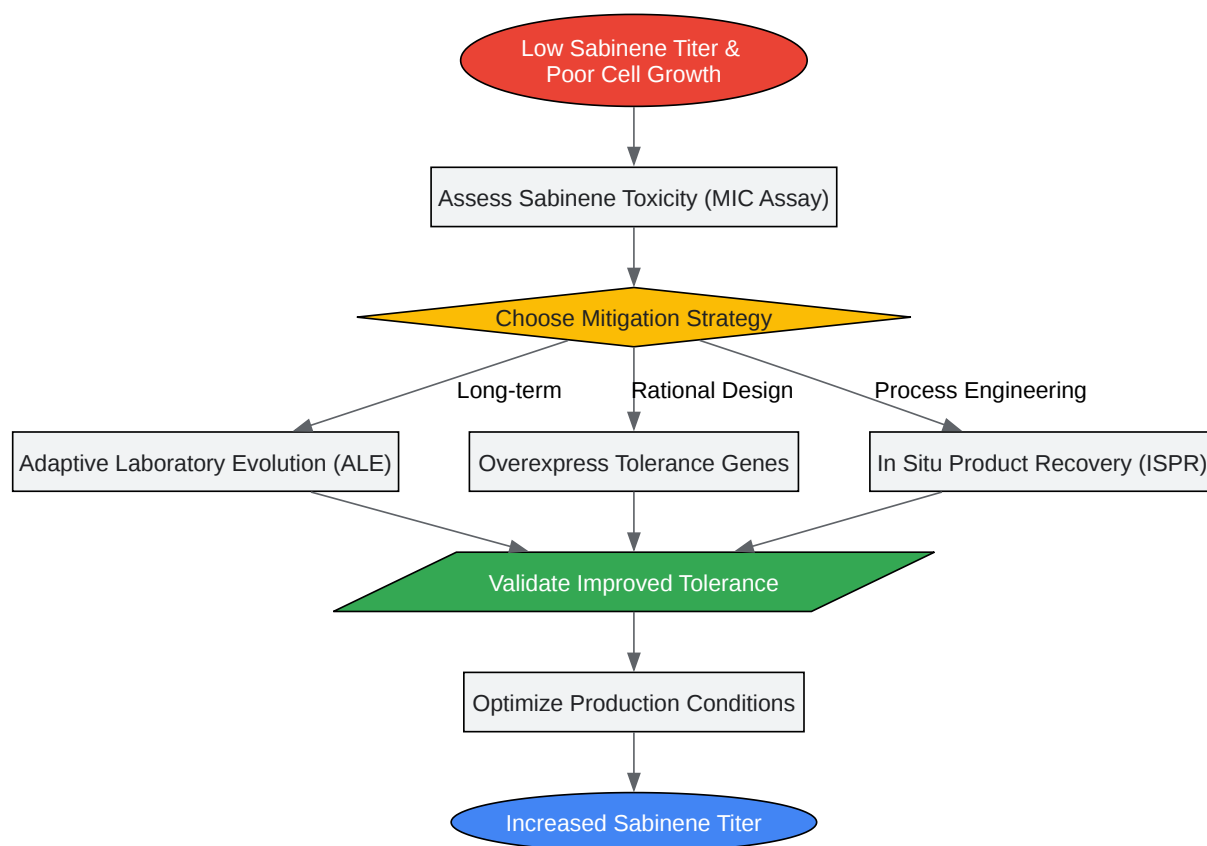 Low Sabinene Titer &
Poor Cell Growth
Assess Sabinene Toxicity (MIC Assay)
Choose Mitigation Strategy
Long-term
Rational Design
Process Engineering
Adaptive Laboratory Evolution (ALE)
Overexpress Tolerance Genes
In Situ Product Recovery (ISPR)
Validate Improved Tolerance
Optimize Production Conditions
Increased Sabinene Titer